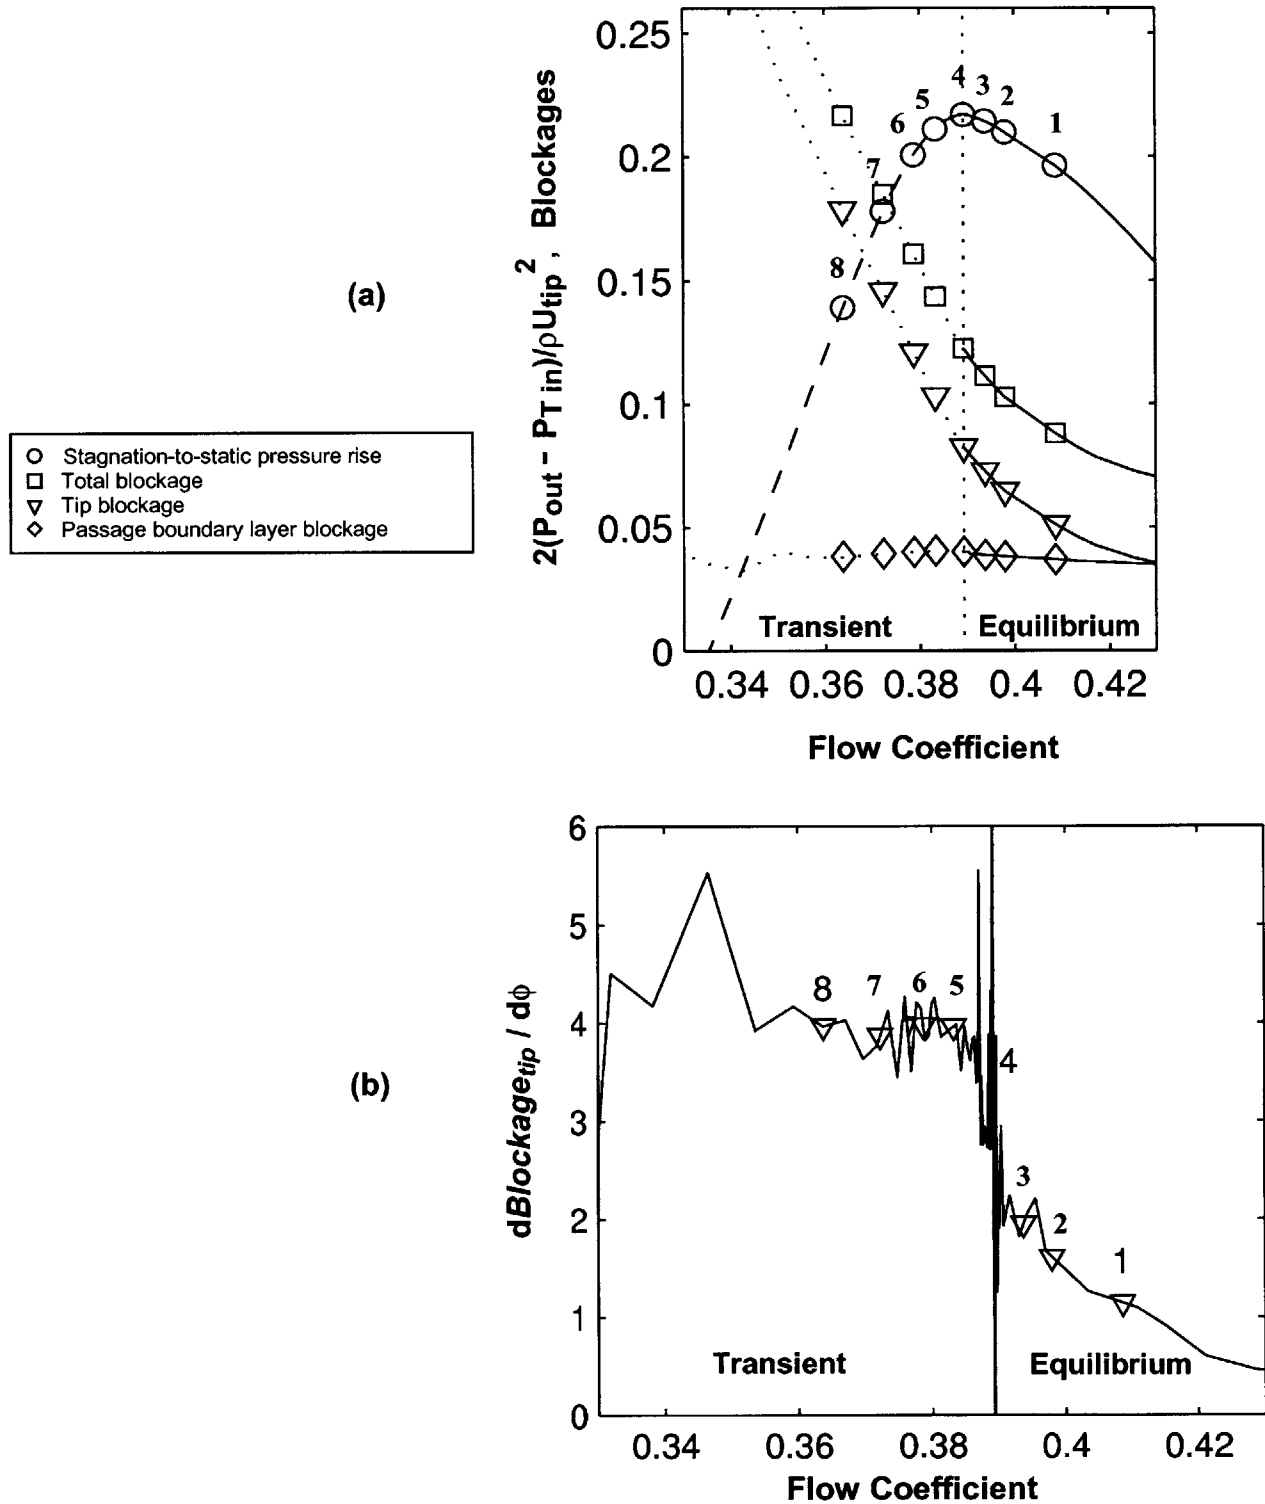 (a)
2(Pout - PT in)/ρUtip 2 , Blockages
0.25
0.2
0.15
0.1
0.05
0
4
5 3 2
6 1
7
8
Transient Equilibrium
0.34 0.36 0.38 0.4 0.42
Flow Coefficient
Stagnation-to-static pressure rise
Total blockage
Tip blockage
Passage boundary layer blockage
(b)
dBlockagetip / dϕ
6
5
4
3
2
1
0
8 7 6 5
4
3
2
1
Transient Equilibrium
0.34 0.36 0.38 0.4 0.42
Flow Coefficient